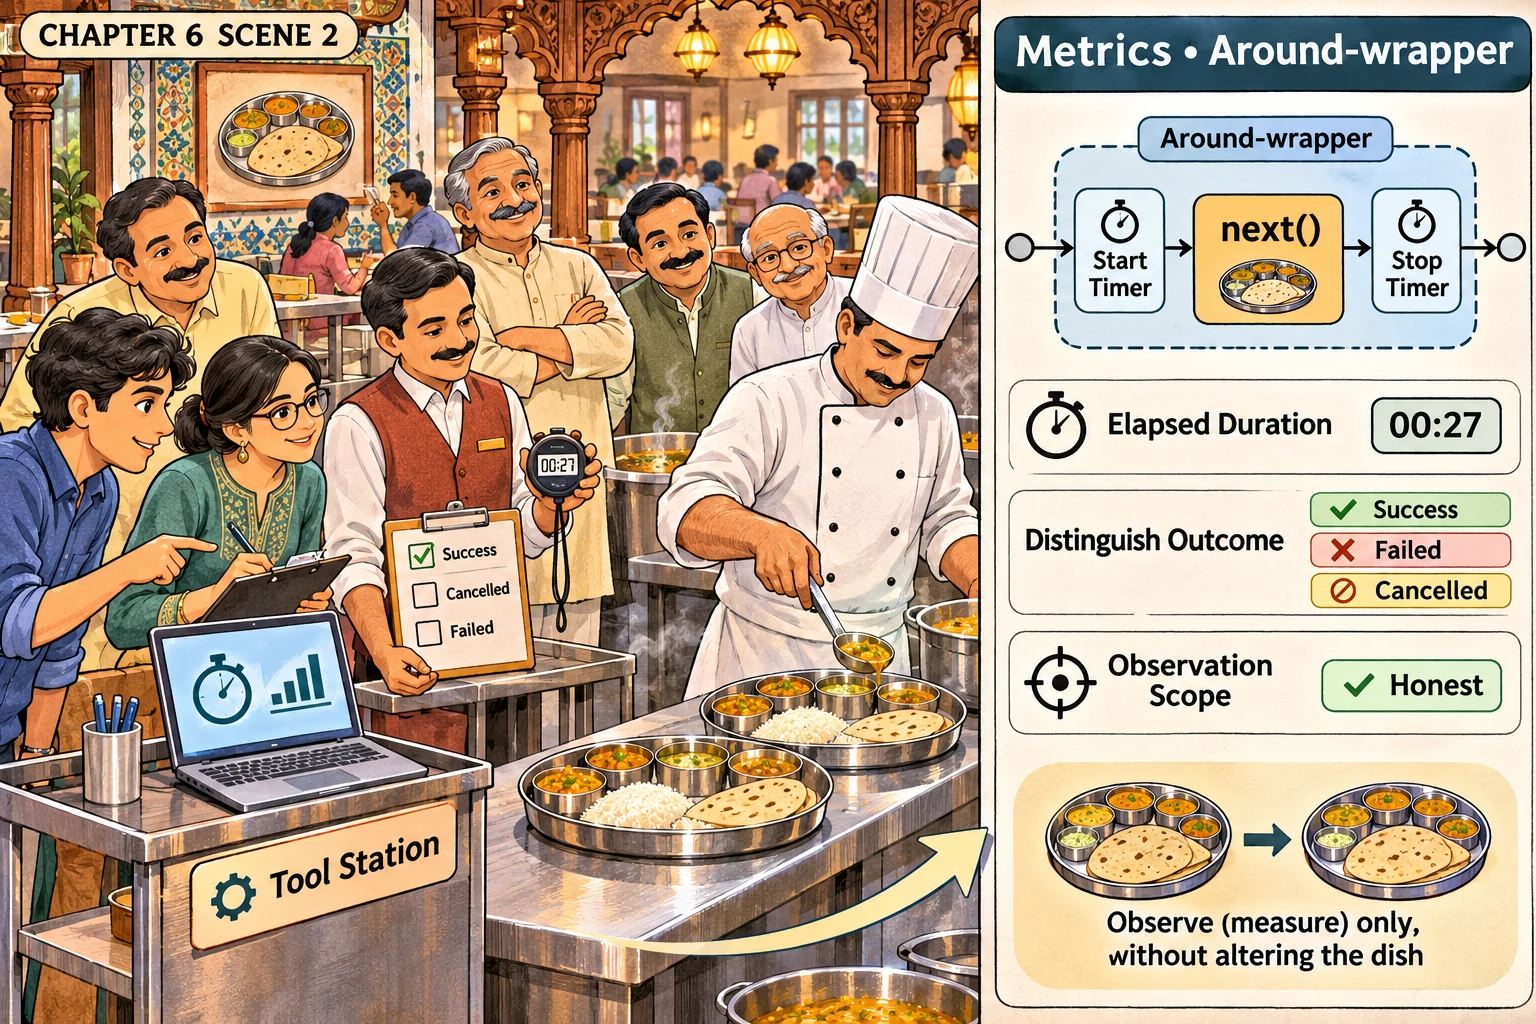 CHAPTER 6 SCENE 2
00:27
Success
Cancelled
Failed
Tool Station
Metrics • Around-wrapper
Around-wrapper
Start
Timer
next()
Stop
Timer
Elapsed Duration
00:27
Distinguish Outcome
Success
Failed
Cancelled
Observation
Scope
Honest
Observe (measure) only,
without altering the dish